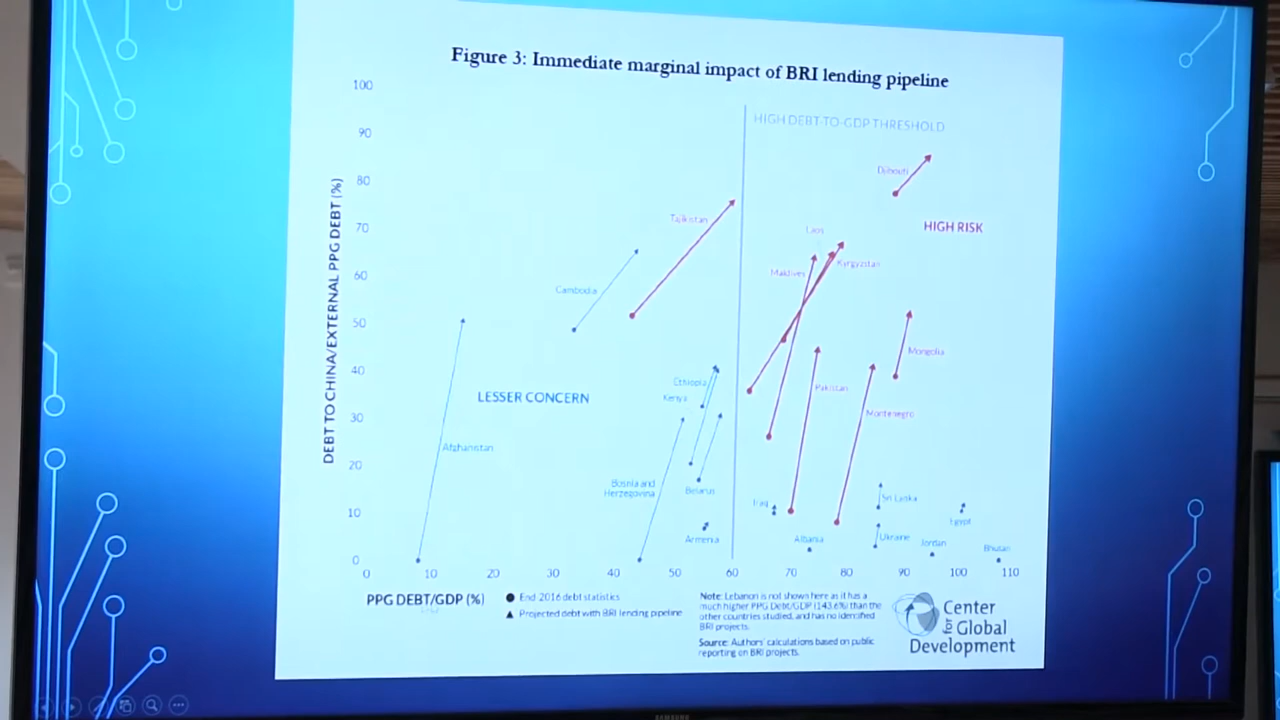 Figure 3: Immediate marginal impact of BRI lending pipeline
100
90
80
70
60
50
40
30
20
10
0
DEBT TO CHINA/EXTERNAL PPG DEBT (%)
HIGH DEBT-TO-GDP THRESHOLD
Djibouti
HIGH RISK
Tajikistan
Laos
Kyrgyzstan
Maldives
Cambodia
Mongolia
Ethiopia
Kenya
Pakistan
LESSER CONCERN
Montenegro
Afghanistan
Bosnia and
Herzegovina
Belarus
Iraq
Sri Lanka
Egypt
Armenia
Albania
Ukraine
Jordan
Bhutan
0 10 20 30 40 50 60 70 80 90 100 110
PPG DEBT/GDP (%)
End 2016 debt statistics
Projected debt with BRI lending pipeline
Note: Lebanon is not shown here as it has a
much higher PPG Debt/GDP (143.6%) than the
other countries studied, and has no identified
BRI projects.
Source: Authors' calculations based on public
reporting on BRI projects.
Center
for Global
Development
SAMSUNG